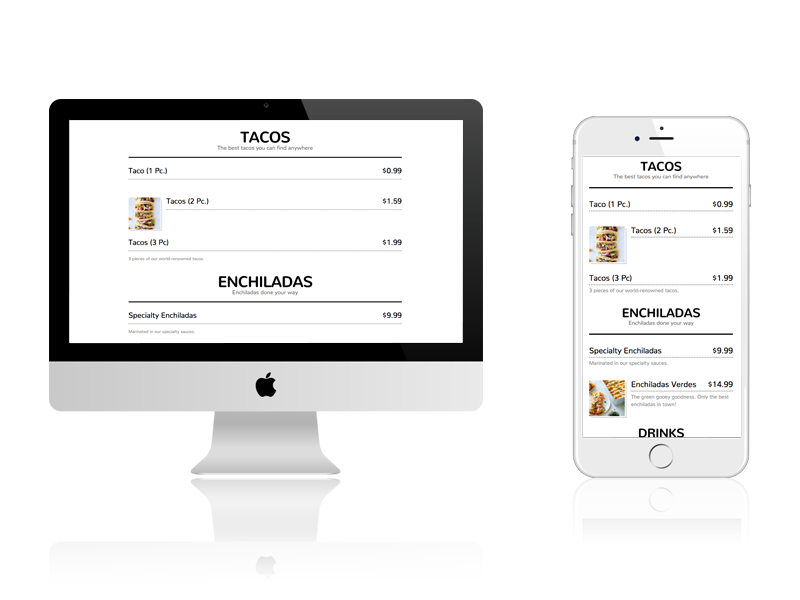 TACOS
The best tacos you can find anywhere
Taco (1 Pc.) $0.99
Tacos (2 Pc.) $1.59
Tacos (3 Pc) $1.99
3 pieces of our world-renowned tacos.
ENCHILADAS
Enchiladas done your way
Specialty Enchiladas $9.99
Marinated in our specialty sauces.
TACOS
The best tacos you can find anywhere
Taco (1 Pc.) $0.99
Tacos (2 Pc.) $1.59
Tacos (3 Pc) $1.99
3 pieces of our world-renowned tacos.
ENCHILADAS
Enchiladas done your way
Specialty Enchiladas $9.99
Marinated in our specialty sauces.
Enchiladas Verdes $14.99
The green gooey goodness. Only the best
enchiladas in town!
DRINKS